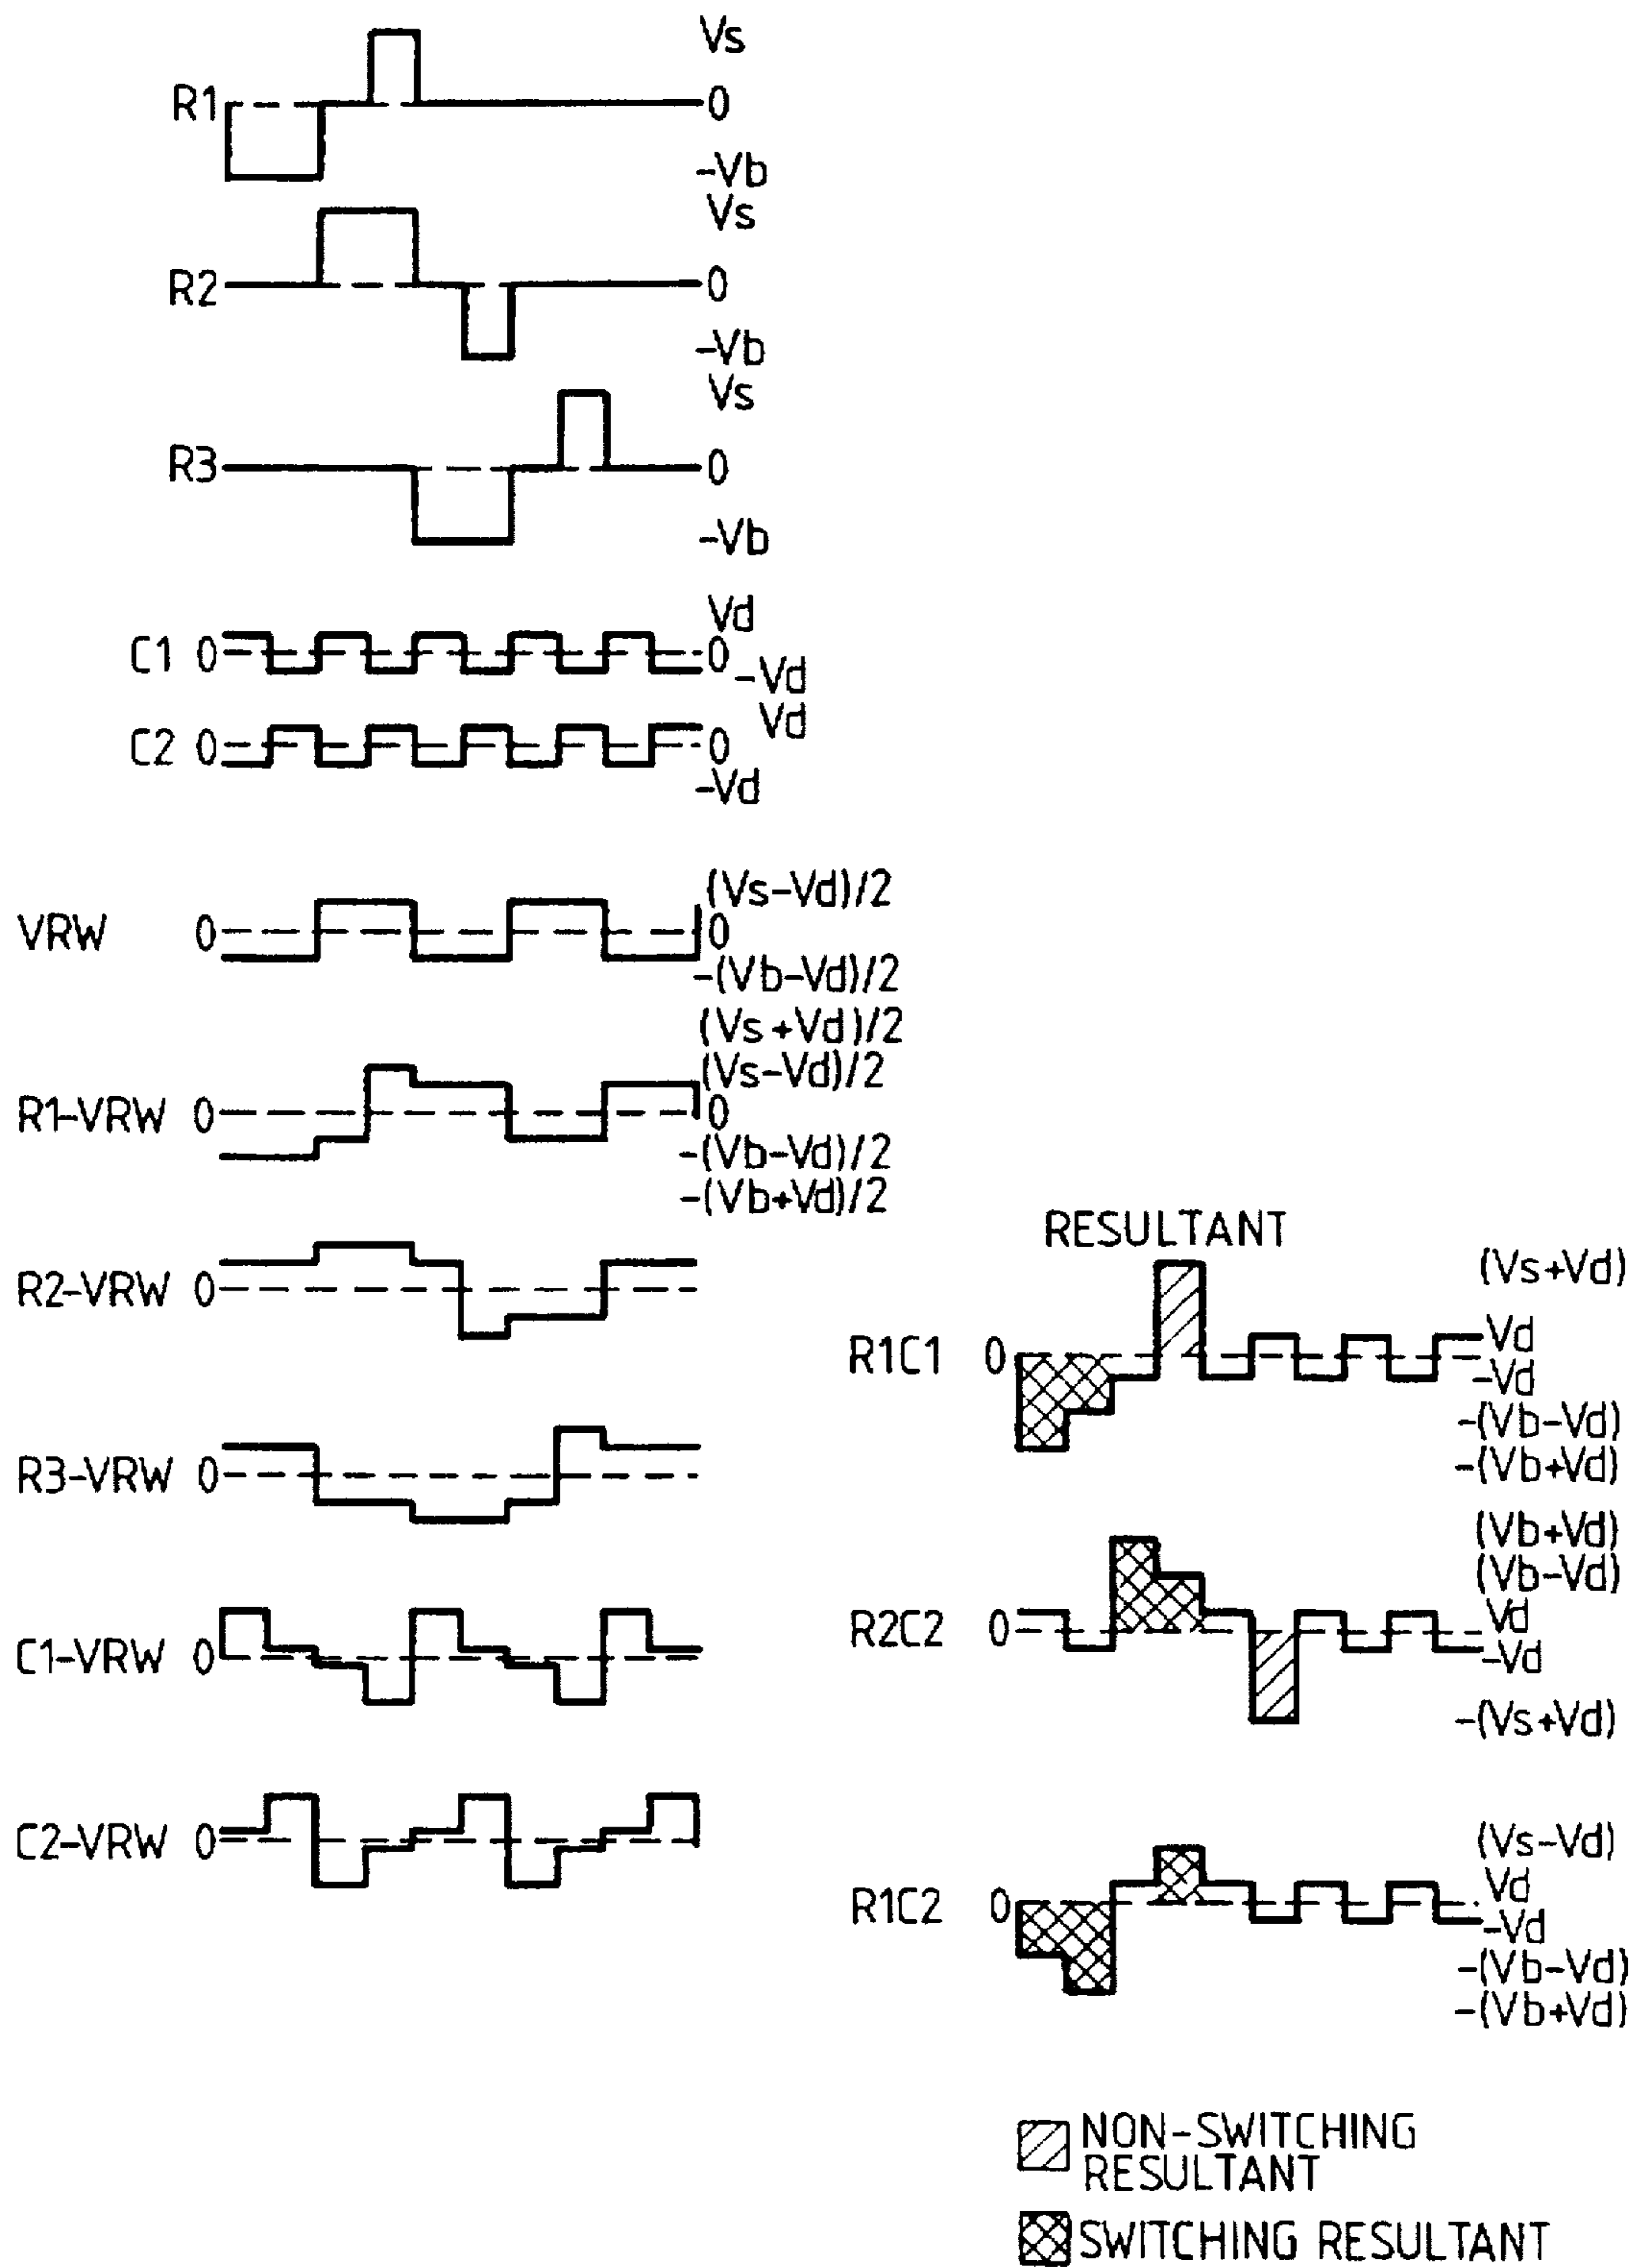 Vs
R1 0
-Vb
Vs
R2 0
-Vb
Vs
R3 0
-Vb
Vd
C1 0 0
-Vd
Vd
C2 0 0
-Vd
(Vs-Vd)/2
VRW 0 0
-(Vb-Vd)/2
(Vs+Vd)/2
(Vs-Vd)/2
R1-VRW 0 0
-(Vb-Vd)/2
-(Vb+Vd)/2
R2-VRW 0
R3-VRW 0
C1-VRW 0
C2-VRW 0
RESULTANT
(Vs+Vd)
Vd
R1C1 0
-Vd
-(Vb-Vd)
-(Vb+Vd)
(Vb+Vd)
(Vb-Vd)
Vd
R2C2 0
-Vd
-(Vs+Vd)
(Vs-Vd)
Vd
R1C2 0
-Vd
-(Vb-Vd)
-(Vb+Vd)
NON-SWITCHING
RESULTANT
SWITCHING RESULTANT